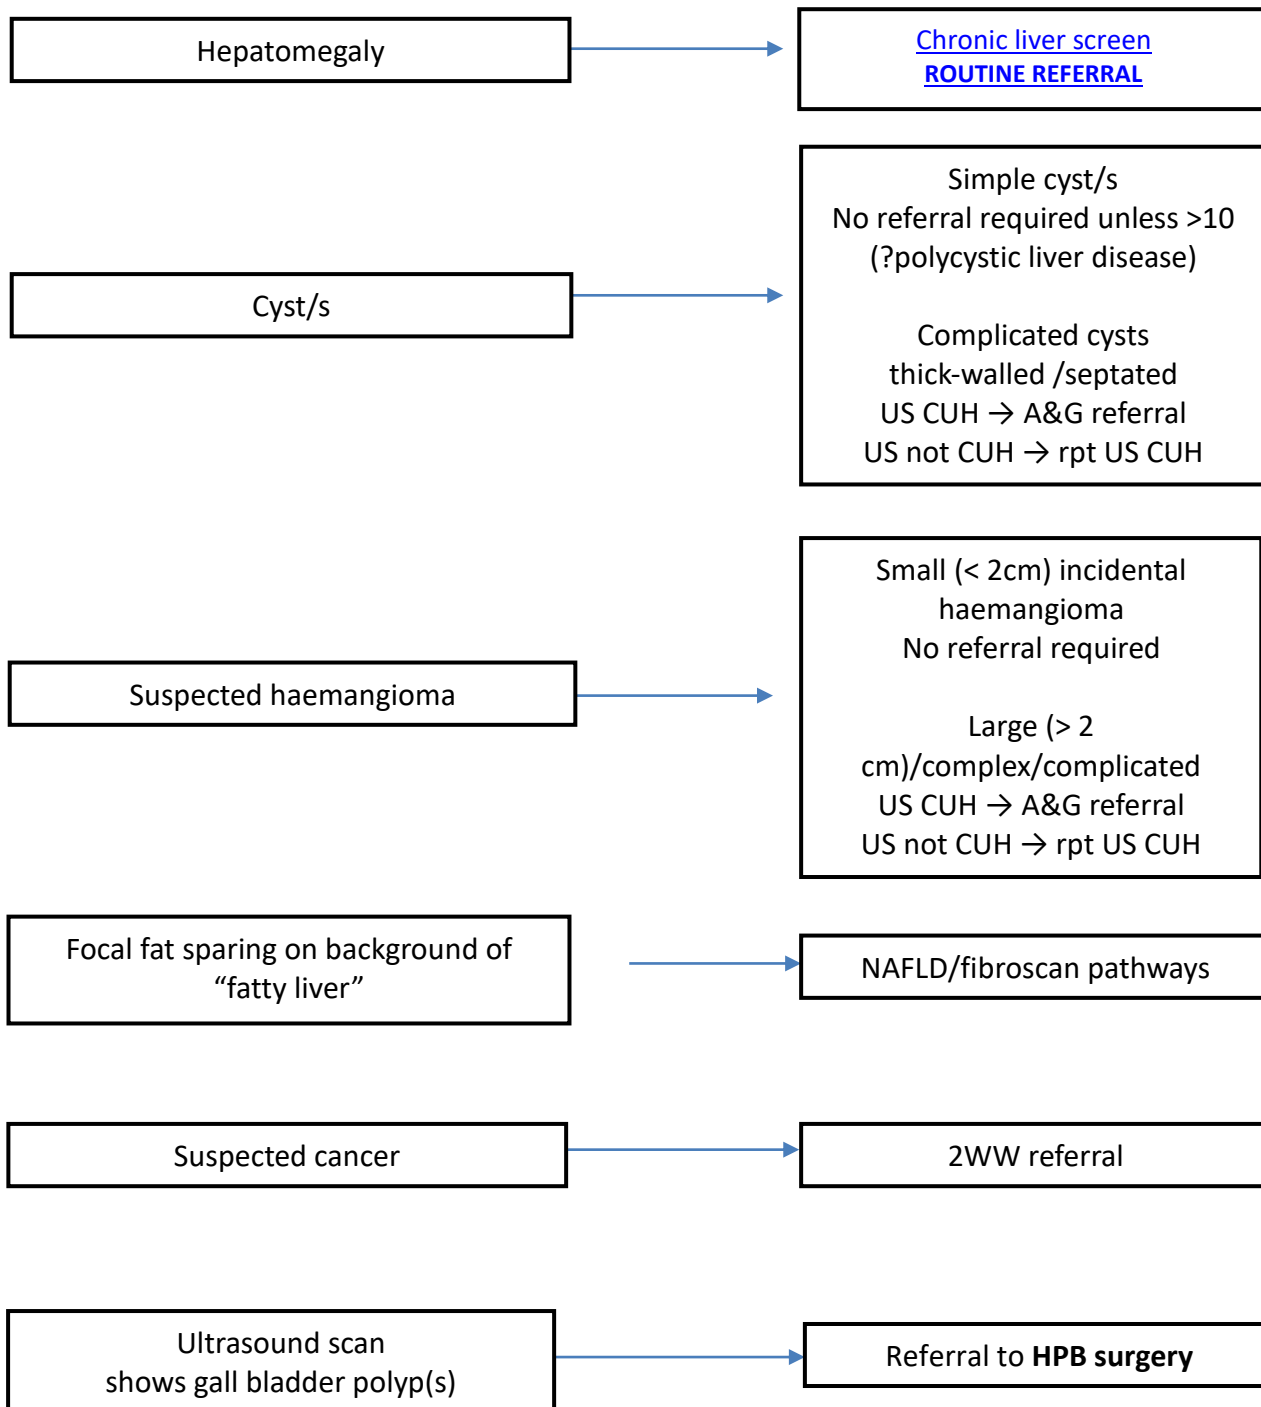 Hepatomegaly
Chronic liver screen
ROUTINE REFERRAL
Cyst/s
Simple cyst/s
No referral required unless >10
(?polycystic liver disease)
Complicated cysts
thick-walled /septated
US CUH → A&G referral
US not CUH → rpt US CUH
Suspected haemangioma
Small (< 2cm) incidental
haemangioma
No referral required
Large (> 2
cm)/complex/complicated
US CUH → A&G referral
US not CUH → rpt US CUH
Focal fat sparing on background of
“fatty liver”
NAFLD/fibroscan pathways
Suspected cancer
2WW referral
Ultrasound scan
shows gall bladder polyp(s)
Referral to HPB surgery